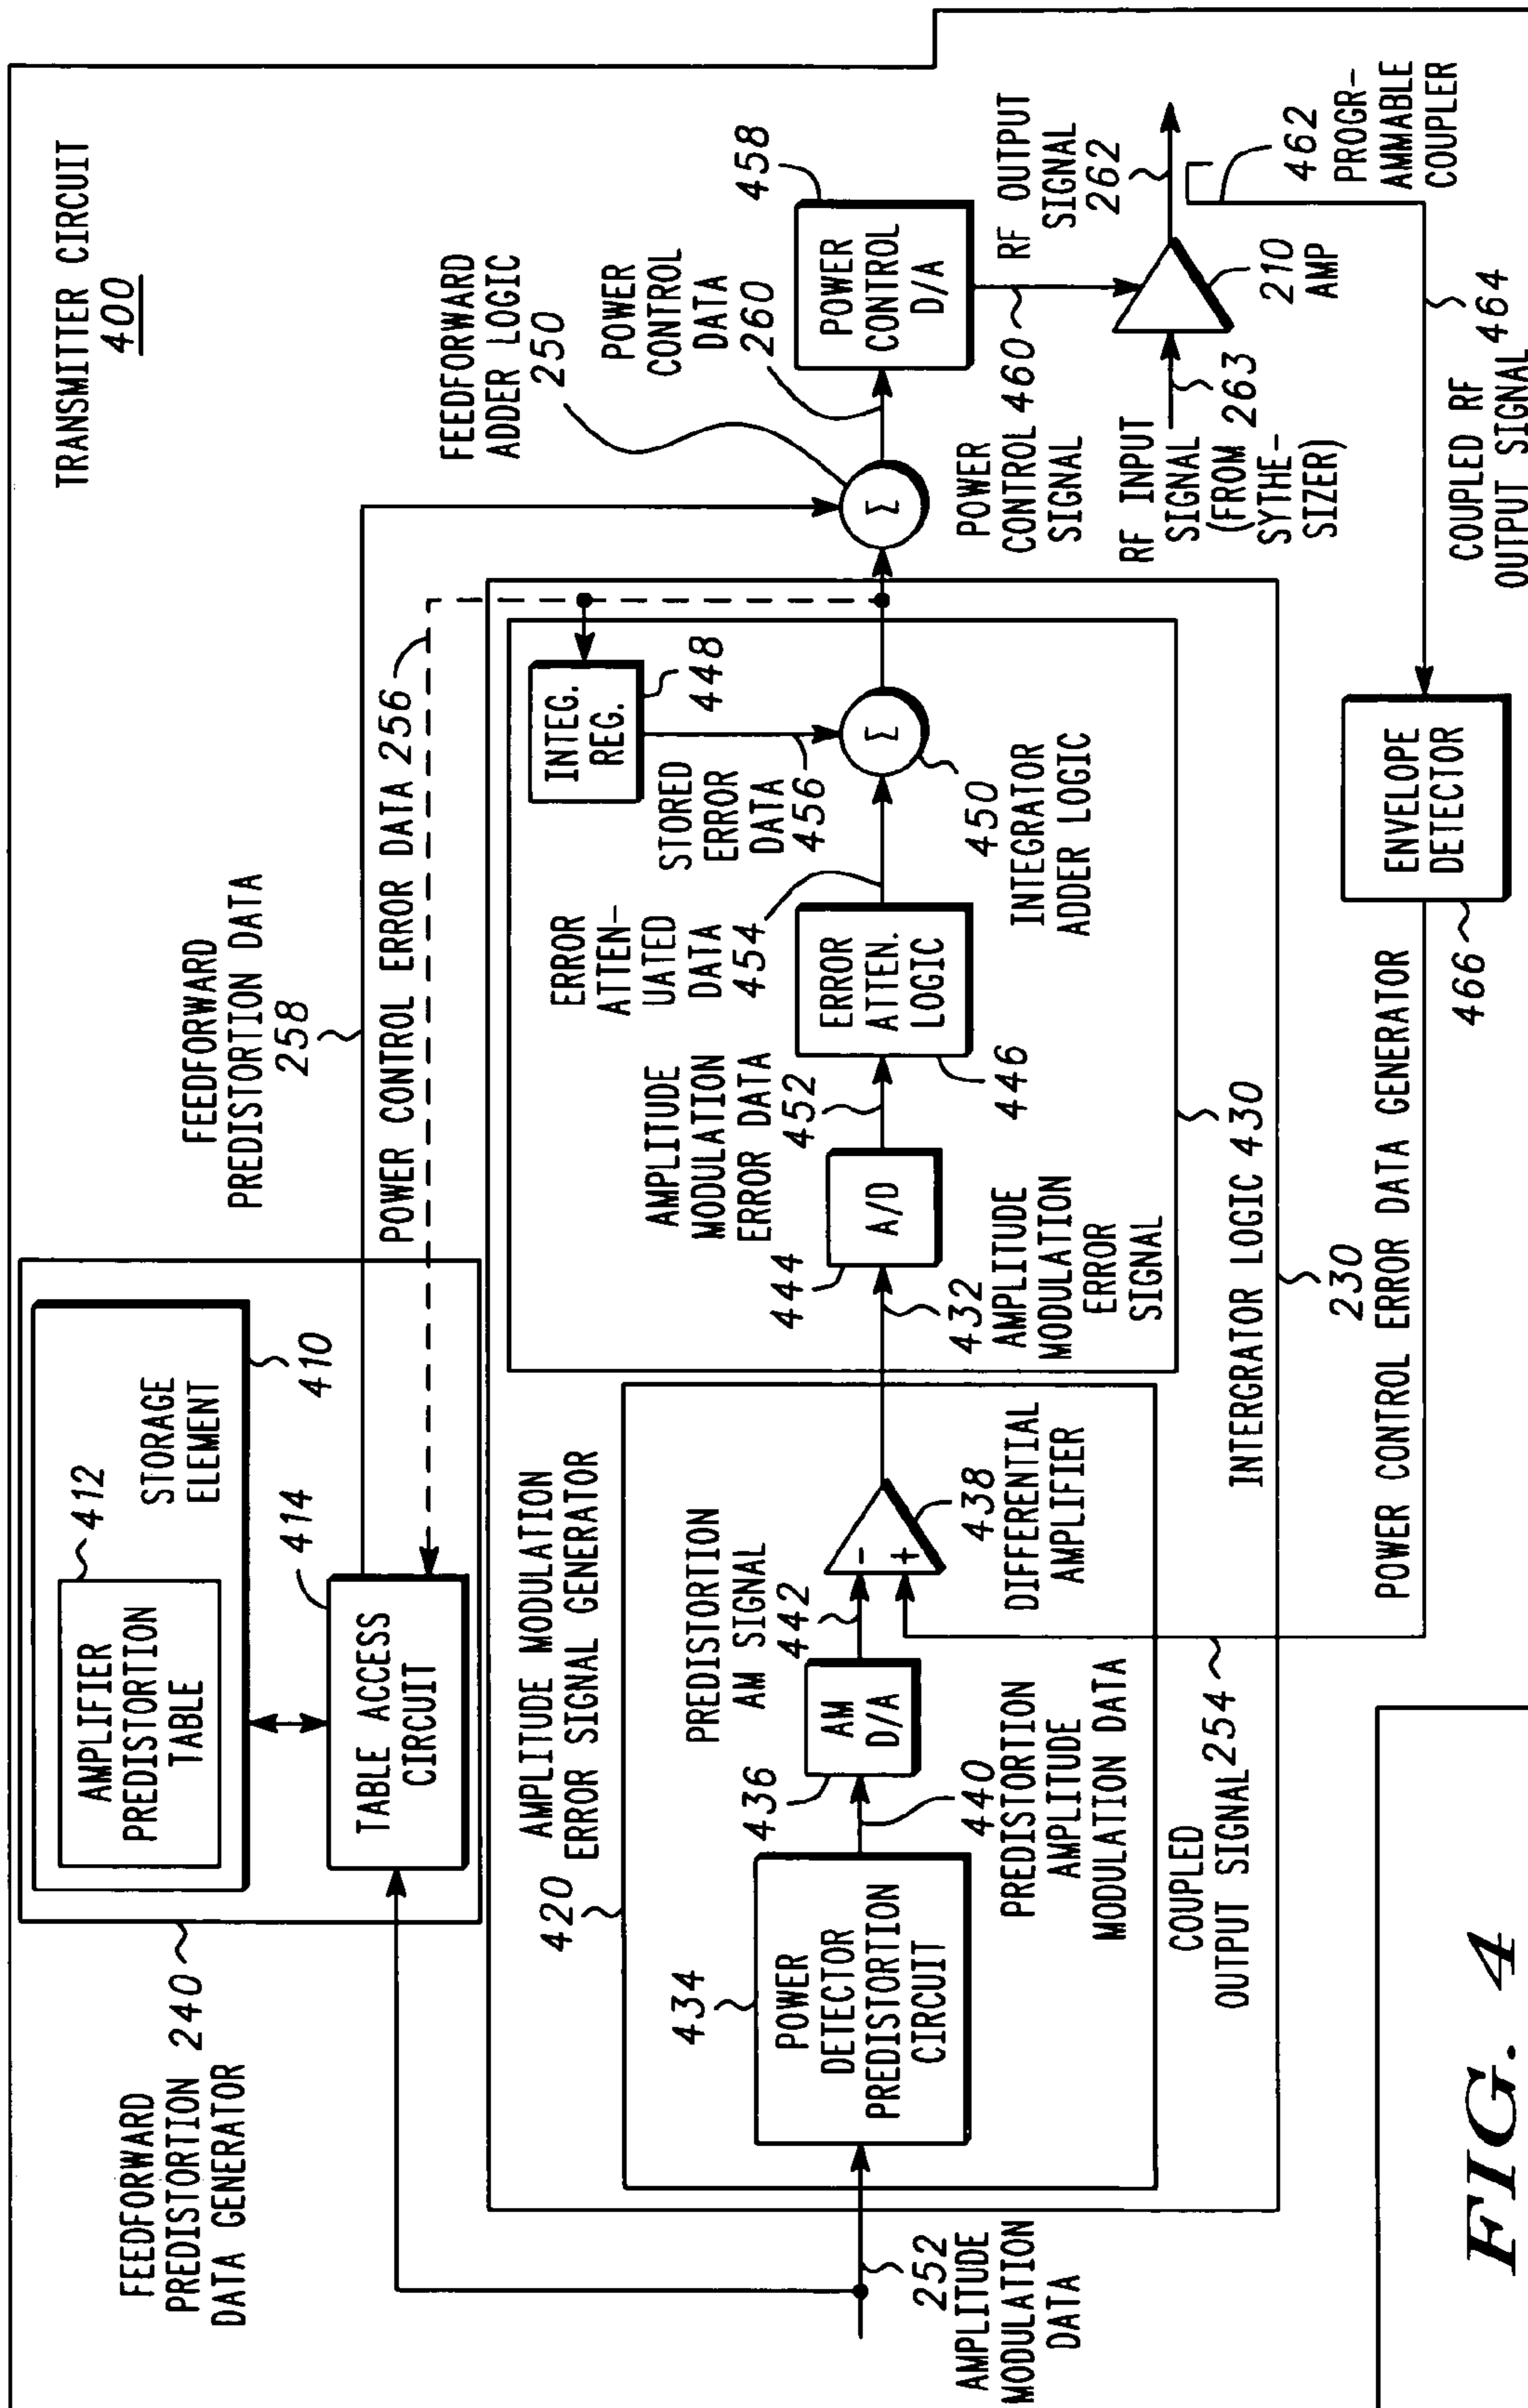 TRANSMITTER CIRCUIT
400
FEEDFORWARD
PREDISTORTION 240
DATA GENERATOR
AMPLIFIER
PREDISTORTION
TABLE
412
STORAGE
ELEMENT
410
TABLE ACCESS
CIRCUIT
414
FEEDFORWARD
PREDISTORTION DATA
258
POWER CONTROL ERROR DATA 256
FEEDFORWARD
ADDER LOGIC
250
Σ
POWER
CONTROL
DATA
260
POWER
CONTROL
D/A
458
POWER
CONTROL 460
SIGNAL
RF OUTPUT
SIGNAL
262
RF INPUT
SIGNAL
(FROM 263
SYTHE-
SIZER)
210
AMP
462
PROGR-
AMMABLE
COUPLER
COUPLED RF
OUTPUT SIGNAL 464
ENVELOPE
DETECTOR
466
AMPLITUDE MODULATION
ERROR SIGNAL GENERATOR
420
252
AMPLITUDE
MODULATION
DATA
434
POWER
DETECTOR
PREDISTORTION
CIRCUIT
440
PREDISTORTION
AMPLITUDE
MODULATION DATA
436
AM
D/A
PREDISTORTION
AM SIGNAL
442
-
+
438
DIFFERENTIAL
AMPLIFIER
COUPLED
OUTPUT SIGNAL 254
432
AMPLITUDE
MODULATION
ERROR
SIGNAL
444
A/D
AMPLITUDE
MODULATION
ERROR DATA
452
ERROR
ATTEN.
LOGIC
446
ERROR
ATTEN-
UATED
DATA
454
INTEG.
REG.
448
STORED
ERROR
DATA
456
Σ
450
INTEGRATOR
ADDER LOGIC
INTERGRATOR LOGIC 430
230
POWER CONTROL ERROR DATA GENERATOR
FIG. 4